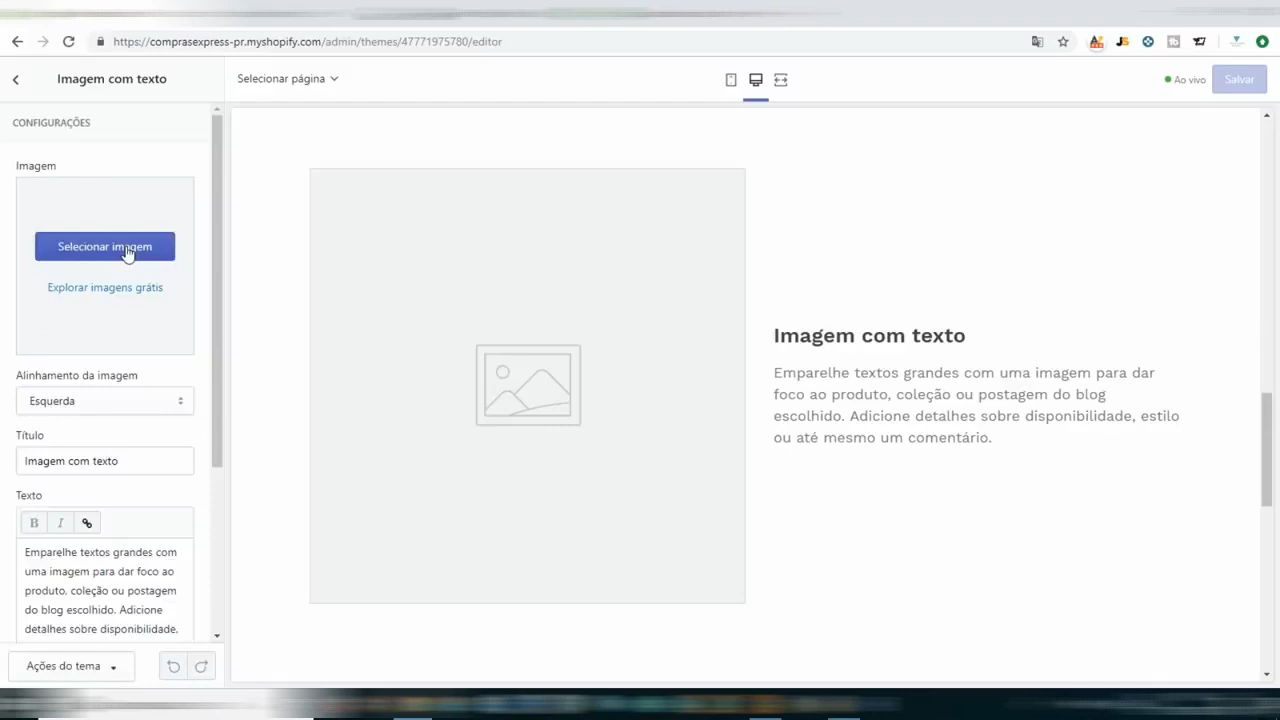 https://comprasexpress-pr.myshopify.com/admin/themes/47771975780/editor
Imagem com texto
Selecionar página
Ao vivo
Salvar
CONFIGURAÇÕES
Imagem
Selecionar imagem
Explorar imagens grátis
Alinhamento da imagem
Esquerda
Título
Imagem com texto
Texto
B I
Emparelhe textos grandes com
uma imagem para dar foco ao
produto, coleção ou postagem
do blog escolhido. Adicione
detalhes sobre disponibilidade,
Ações do tema
Imagem com texto
Emparelhe textos grandes com uma imagem para dar
foco ao produto, coleção ou postagem do blog
escolhido. Adicione detalhes sobre disponibilidade, estilo
ou até mesmo um comentário.